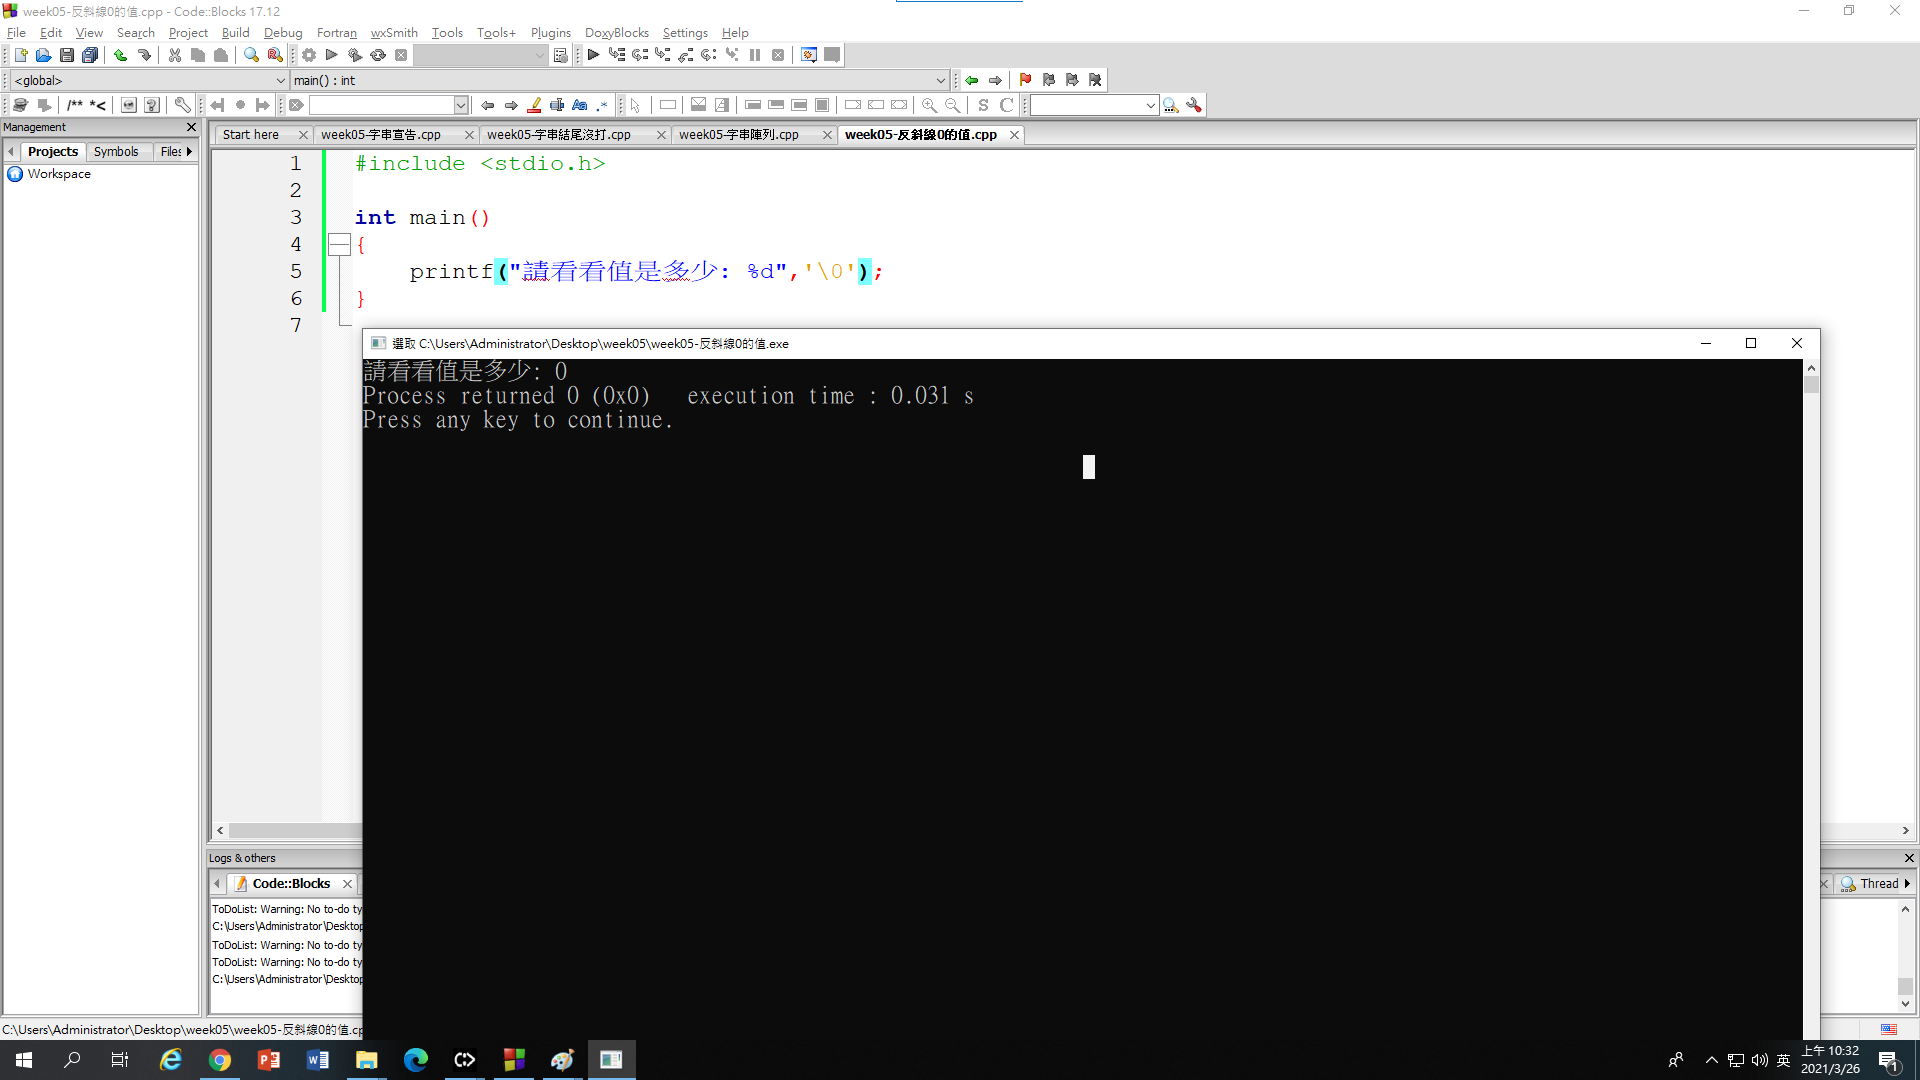 week05-反斜線0的值.cpp - Code::Blocks 17.12
File Edit View Search Project Build Debug Fortran wxSmith Tools Tools+ Plugins DoxyBlocks Settings Help
<global> main() : int
/** *<
S C
Management
Start here week05-字串宣告.cpp week05-字串結尾沒打.cpp week05-字串陣列.cpp week05-反斜線0的值.cpp
Projects Symbols Files
Workspace
1 #include <stdio.h>
2
3 int main()
4 {
5 printf("請看看值是多少: %d",'\0');
6 }
7
選取 C:\Users\Administrator\Desktop\week05\week05-反斜線0的值.exe
請看看值是多少: 0
Process returned 0 (0x0)   execution time : 0.031 s
Press any key to continue.
Logs & others
Code::Blocks Thread
ToDoList: Warning: No to-do ty
C:\Users\Administrator\Desktop
ToDoList: Warning: No to-do ty
ToDoList: Warning: No to-do ty
C:\Users\Administrator\Desktop
C:\Users\Administrator\Desktop\week05\week05-反斜線0的值.cp
英
上午 10:32
2021/3/26
1